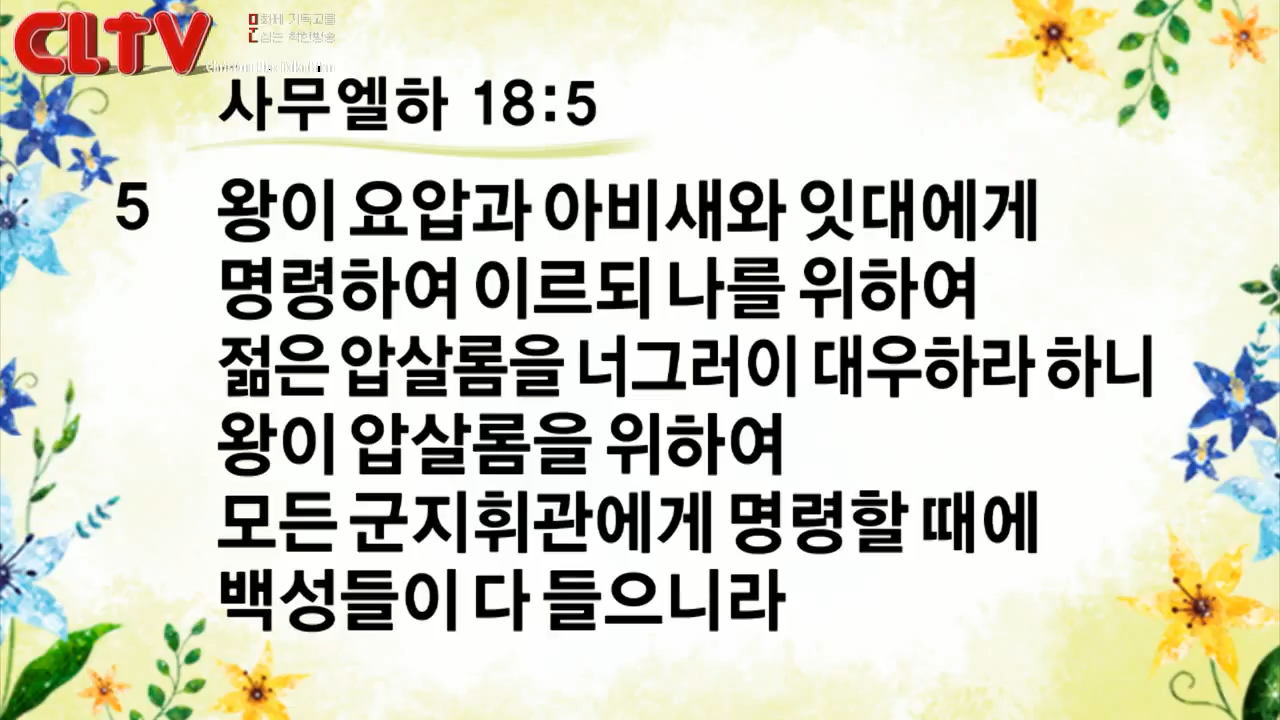 CLTV
사무엘하 18:5
5 왕이 요압과 아비새와 잇대에게
명령하여 이르되 나를 위하여
젊은 압살롬을 너그러이 대우하라 하니
왕이 압살롬을 위하여
모든 군지휘관에게 명령할 때에
백성들이 다 들으니라